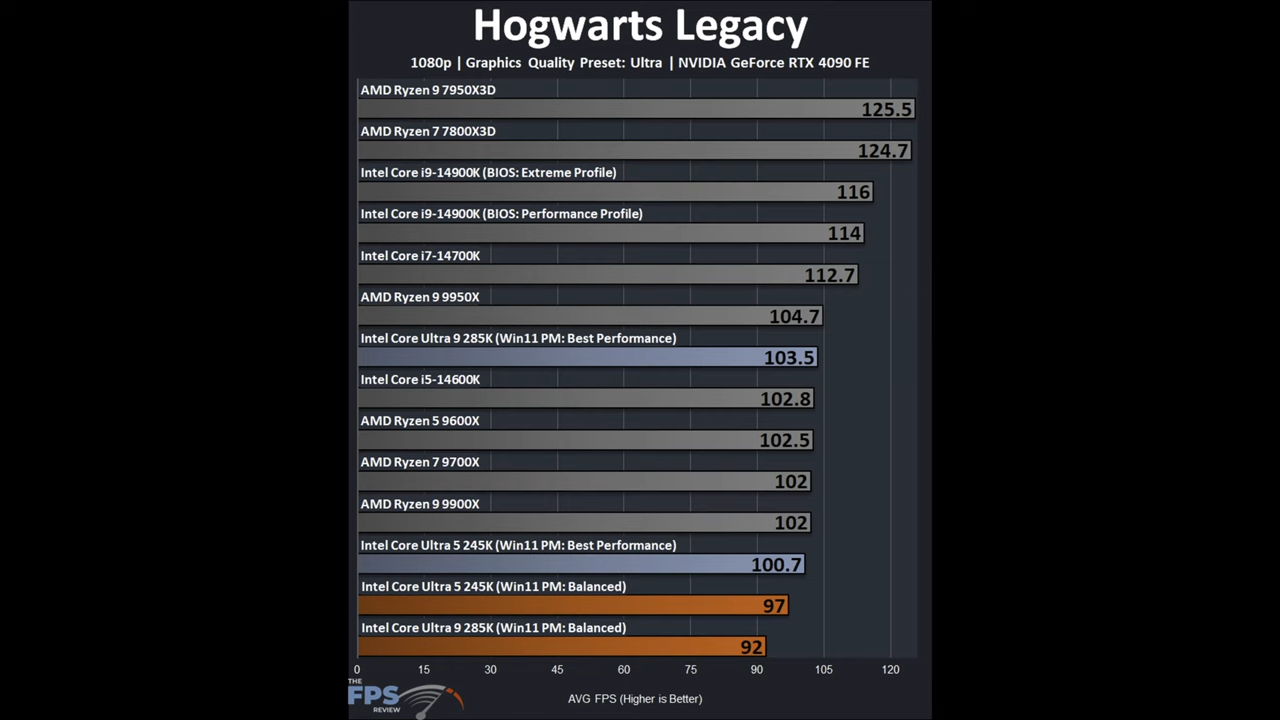 Hogwarts Legacy
1080p | Graphics Quality Preset: Ultra | NVIDIA GeForce RTX 4090 FE
AMD Ryzen 9 7950X3D
125.5
AMD Ryzen 7 7800X3D
124.7
Intel Core i9-14900K (BIOS: Extreme Profile)
116
Intel Core i9-14900K (BIOS: Performance Profile)
114
Intel Core i7-14700K
112.7
AMD Ryzen 9 9950X
104.7
Intel Core Ultra 9 285K (Win11 PM: Best Performance)
103.5
Intel Core i5-14600K
102.8
AMD Ryzen 5 9600X
102.5
AMD Ryzen 7 9700X
102
AMD Ryzen 9 9900X
102
Intel Core Ultra 5 245K (Win11 PM: Best Performance)
100.7
Intel Core Ultra 5 245K (Win11 PM: Balanced)
97
Intel Core Ultra 9 285K (Win11 PM: Balanced)
92
0 15 30 45 60 75 90 105 120
AVG FPS (Higher is Better)
THE
FPS
REVIEW